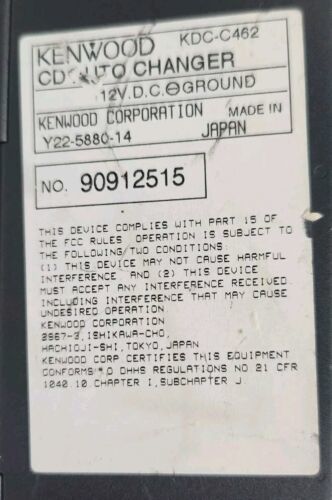 KENWOOD KDC-C462
CD AUTO CHANGER
12V.D.C.⊖GROUND
KENWOOD CORPORATION MADE IN
Y22-5880-14 JAPAN
NO. 90912515
THIS DEVICE COMPLIES WITH PART 15 OF
THE FCC RULES OPERATION IS SUBJECT TO
THE FOLLOWING TWO CONDITIONS:
(1) THIS DEVICE MAY NOT CAUSE HARMFUL
INTERFERENCE AND (2) THIS DEVICE
MUST ACCEPT ANY INTERFERENCE RECEIVED.
INCLUDING INTERFERENCE THAT MAY CAUSE
UNDESIRED OPERATION
KENWOOD CORPORATION
2967-3,ISHIKAWA-CHO,
HACHIOJI-SHI,TOKYO,JAPAN
KENWOOD CORP CERTIFIES THIS EQUIPMENT
CONFORMS TO DHHS REGULATIONS NO 21 CFR
1040.10.CHAPTER I,SUBCHAPTER J